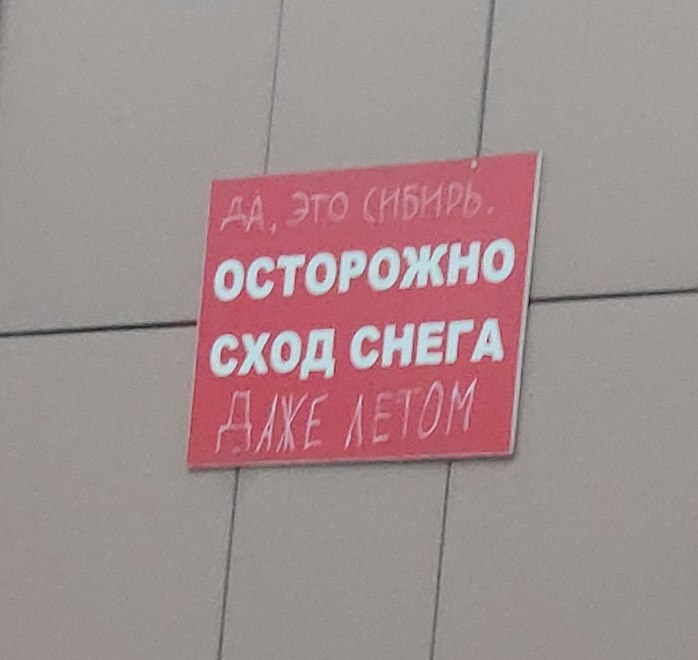 ДА, ЭТО СИБИРЬ.
ОСТОРОЖНО
СХОД СНЕГА
ДАЖЕ ЛЕТОМ